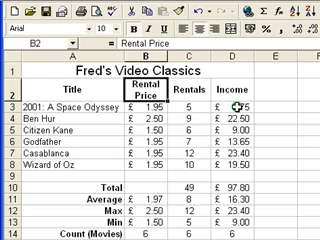 Arial 10 B I U
B2 fx Rental Price
A B C D E F
1 Fred's Video Classics
2 Title Rental Price Rentals Income
3 2001: A Space Odyssey £ 1.95 5 £ 75
4 Ben Hur £ 2.50 9 £ 22.50
5 Citizen Kane £ 1.50 6 £ 9.00
6 Godfather £ 1.95 7 £ 13.65
7 Casablanca £ 1.95 12 £ 23.40
8 Wizard of Oz £ 1.95 10 £ 19.50
9
10 Total 49 £ 97.80
11 Average £ 1.97 8 £ 16.30
12 Max £ 2.50 12 £ 23.40
13 Min £ 1.50 5 £ 9.00
14 Count (Movies) 6 6 6